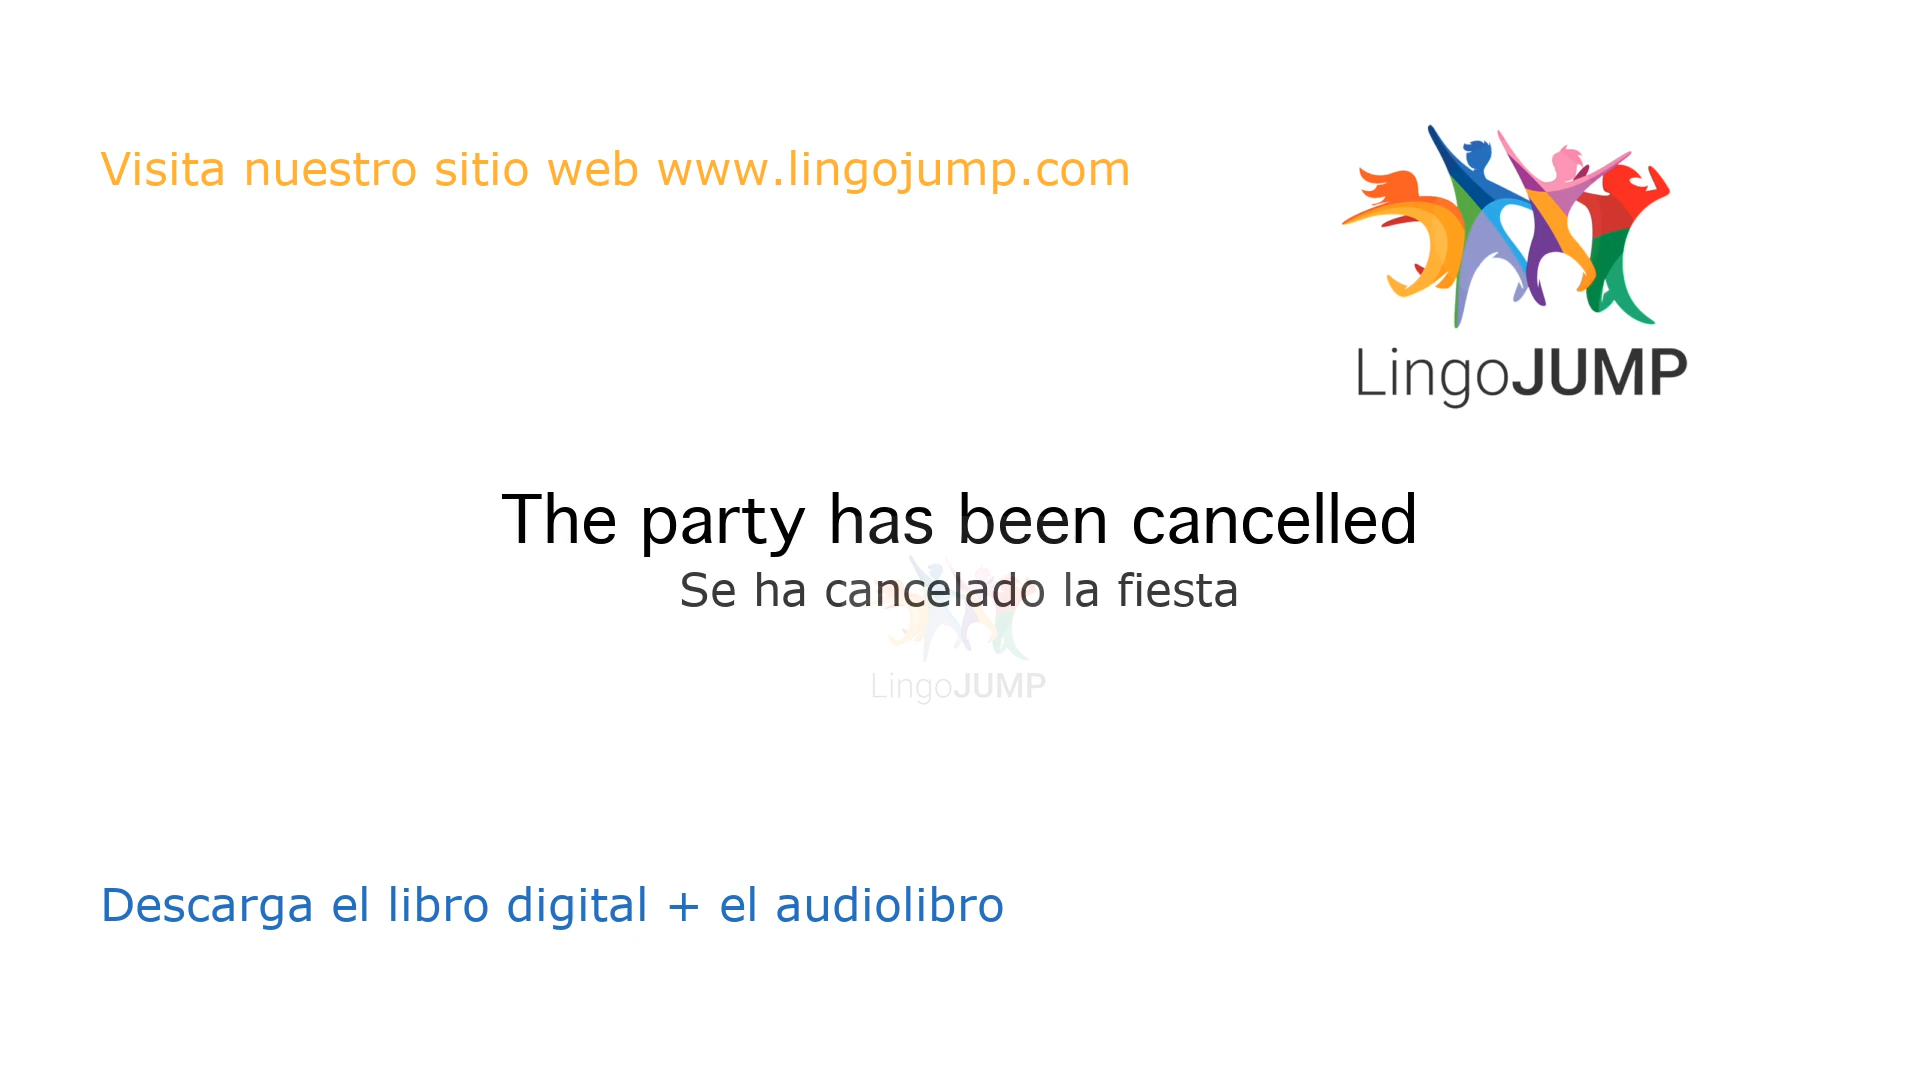 Visita nuestro sitio web www.lingojump.com
LingoJUMP
The party has been cancelled
Se ha cancelado la fiesta
LingoJUMP
Descarga el libro digital + el audiolibro